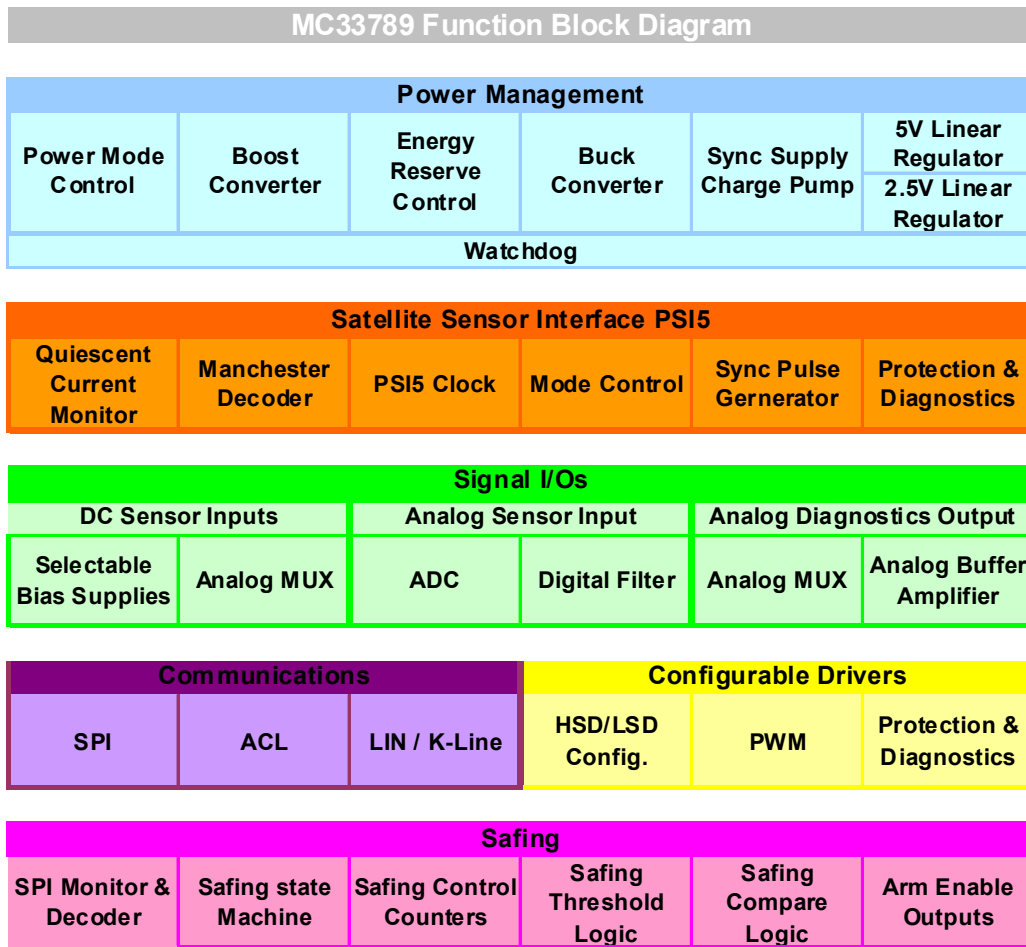 MC33789 Function Block Diagram
Power Management
Power Mode
Control
Boost
Converter
Energy
Reserve
Control
Buck
Converter
Sync Supply
Charge Pump
5V Linear
Regulator
2.5V Linear
Regulator
Watchdog
Satellite Sensor Interface PSI5
Quiescent
Current
Monitor
Manchester
Decoder
PSI5 Clock
Mode Control
Sync Pulse
Gernerator
Protection &
Diagnostics
Signal I/Os
DC Sensor Inputs
Analog Sensor Input
Analog Diagnostics Output
Selectable
Bias Supplies
Analog MUX
ADC
Digital Filter
Analog MUX
Analog Buffer
Amplifier
Communications
Configurable Drivers
SPI
ACL
LIN / K-Line
HSD/LSD
Config.
PWM
Protection &
Diagnostics
Safing
SPI Monitor &
Decoder
Safing state
Machine
Safing Control
Counters
Safing
Threshold
Logic
Safing
Compare
Logic
Arm Enable
Outputs